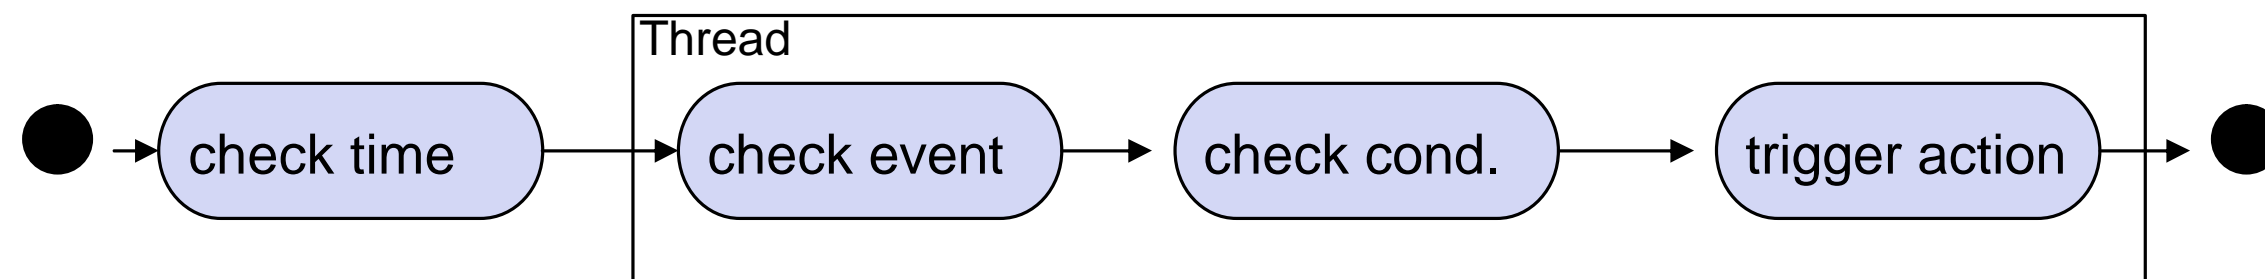 Thread
check time
check event
check cond.
trigger action